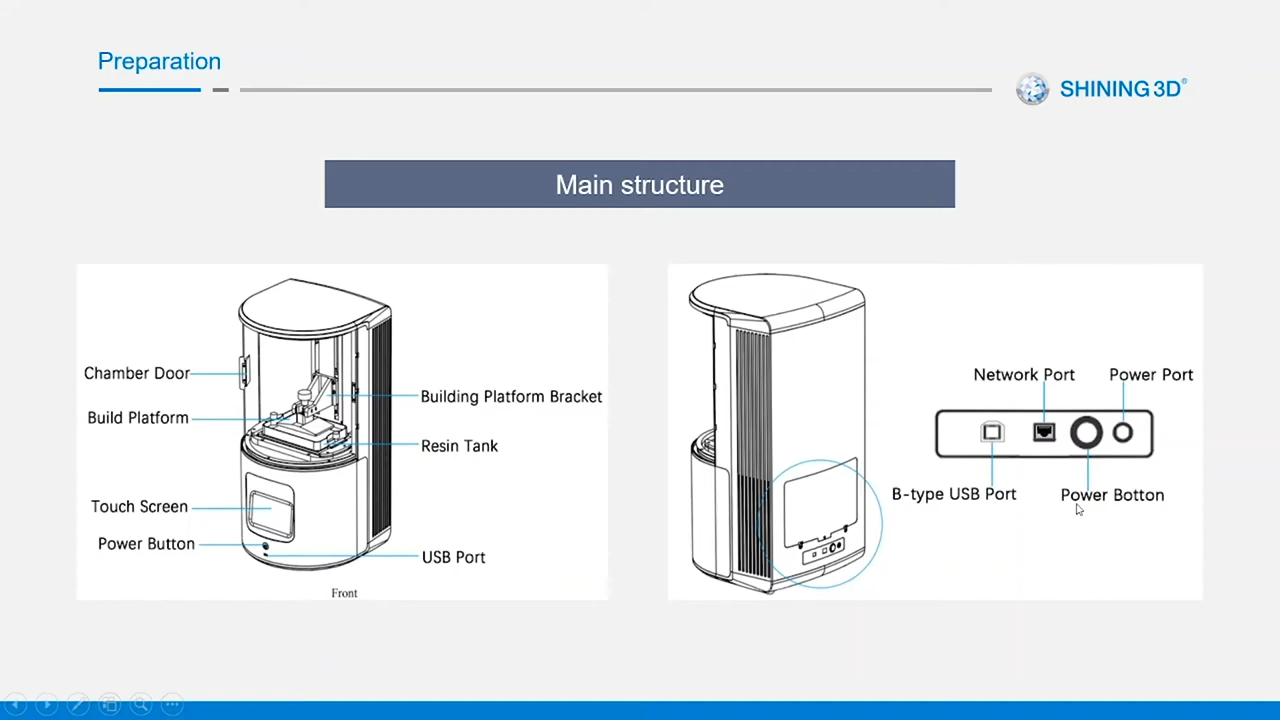 Preparation
SHINING 3D®
Main structure
Chamber Door
Build Platform
Touch Screen
Power Button
Building Platform Bracket
Resin Tank
USB Port
Front
Network Port
Power Port
B-type USB Port
Power Botton